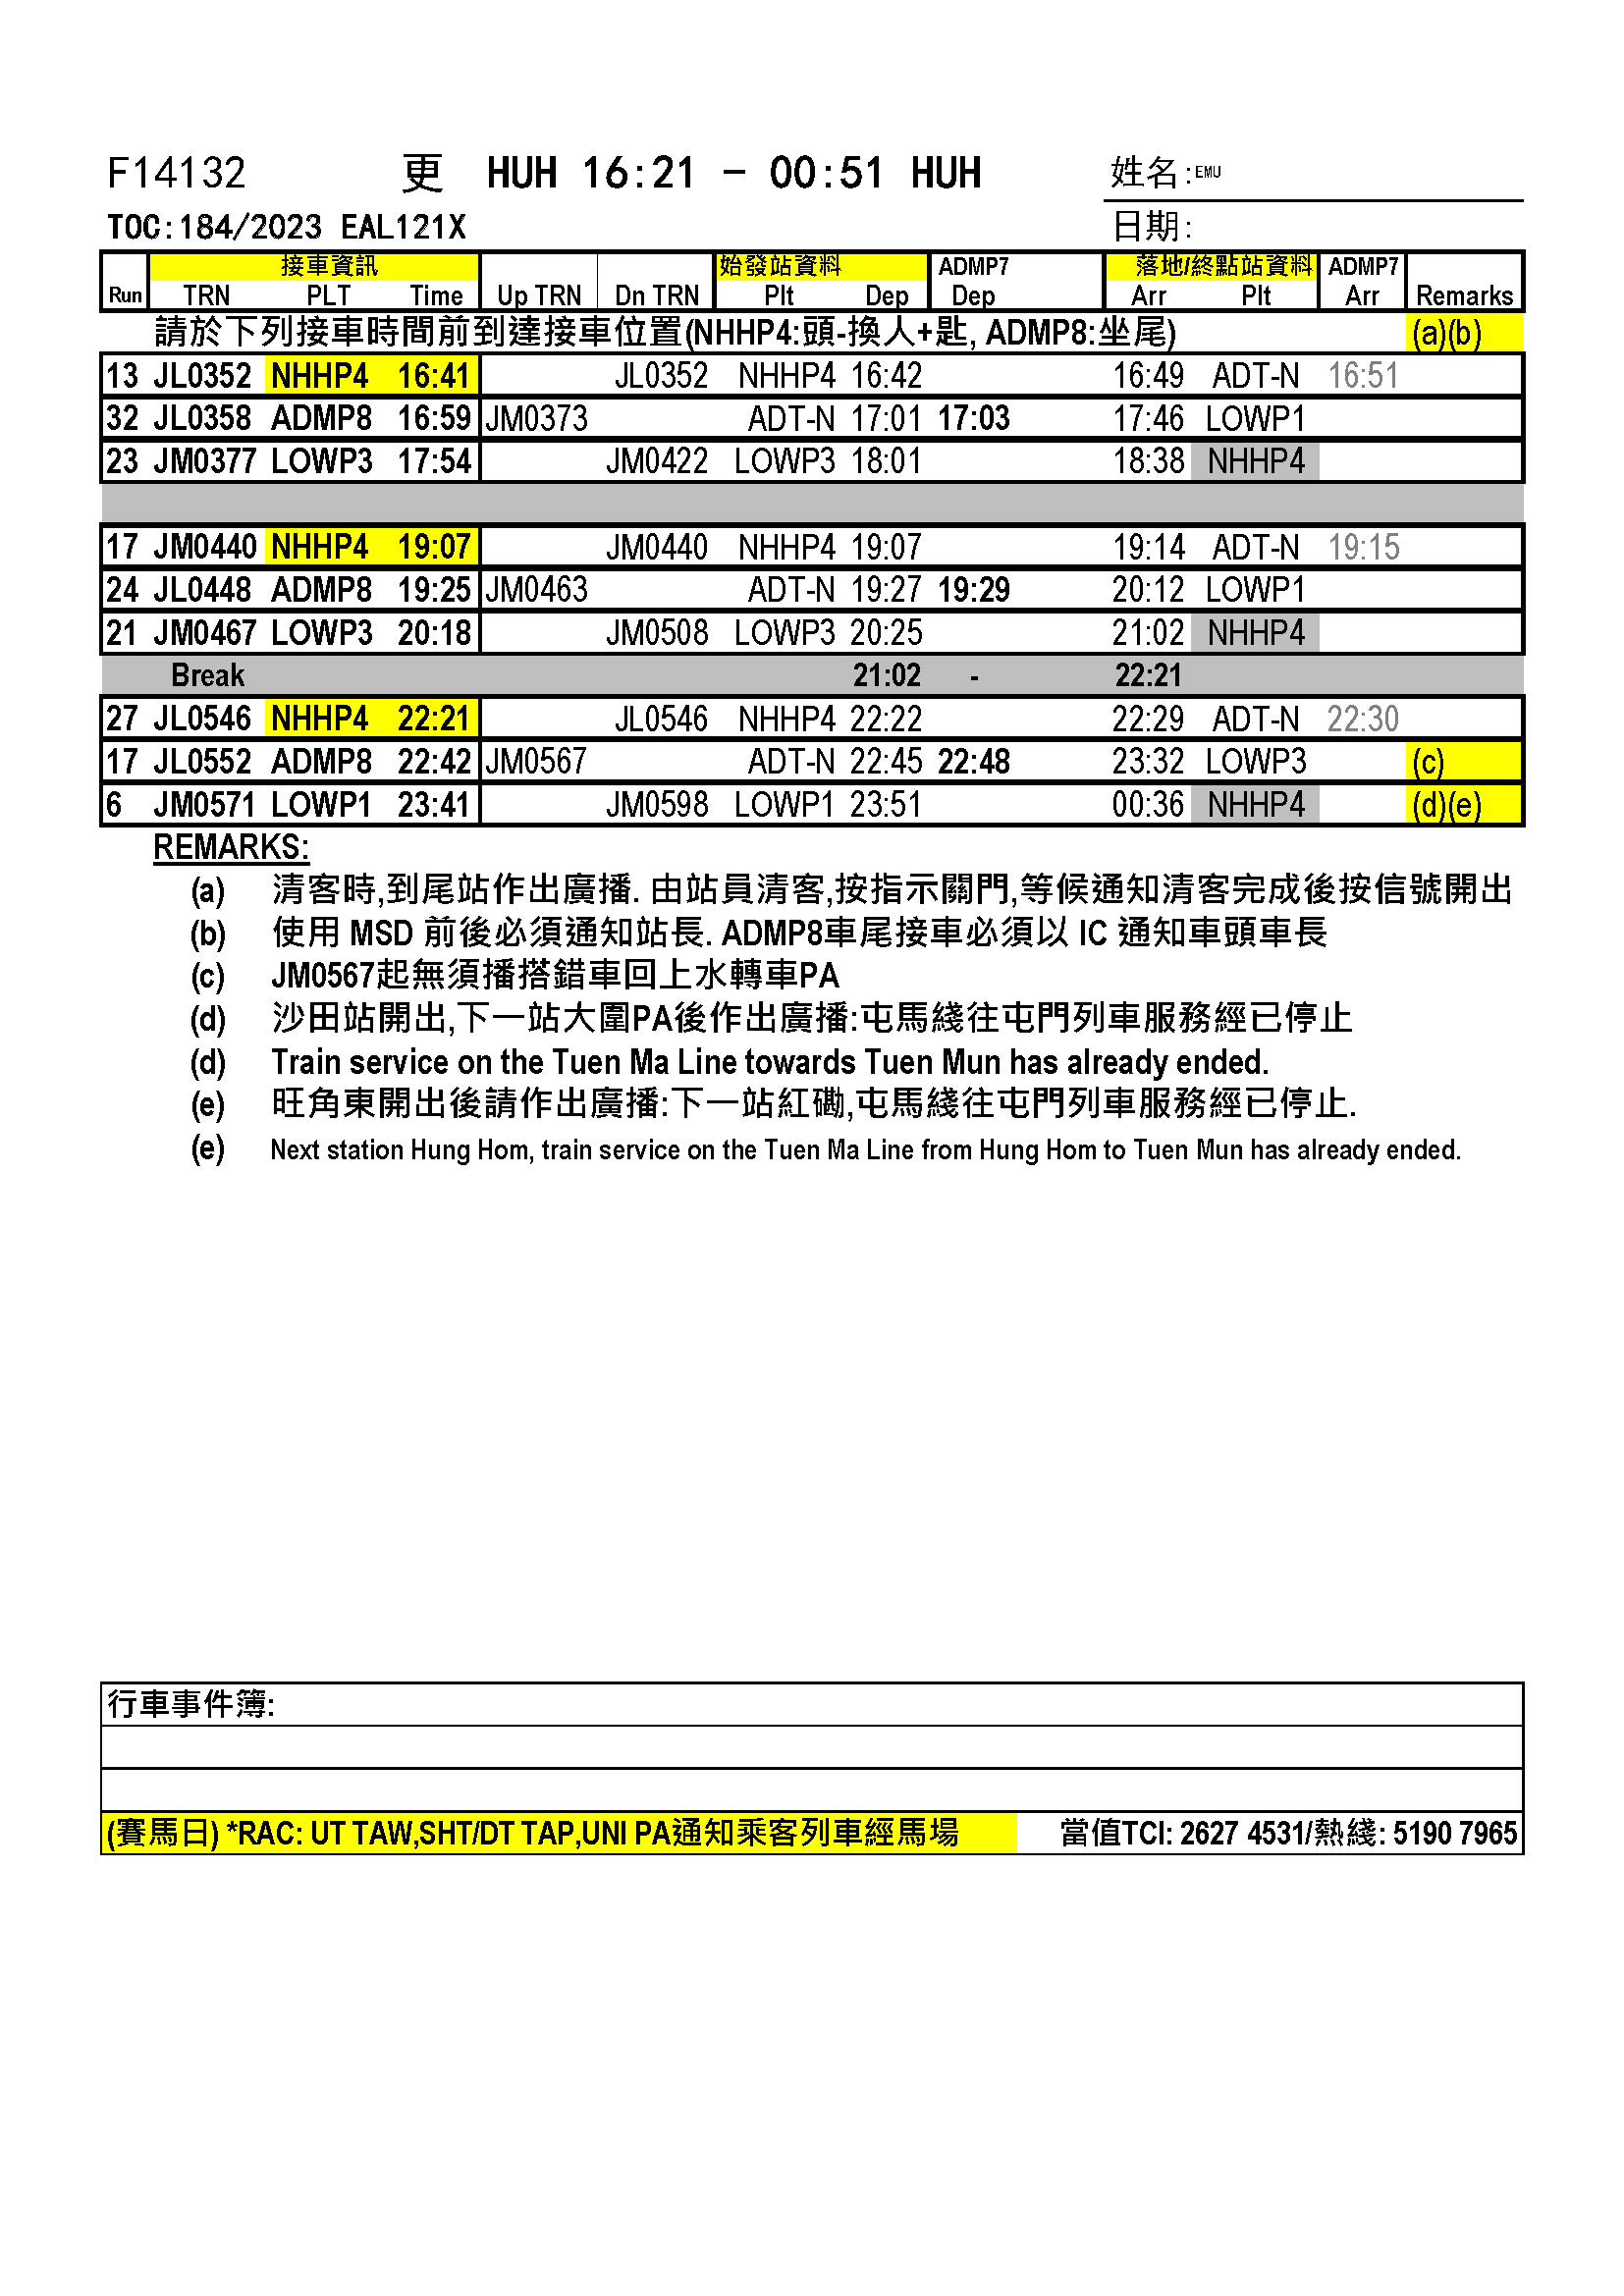 F14132 更 HUH 16:21 - 00:51 HUH 姓名:EMU
TOC:184/2023 EAL121X 日期:
接車資訊 始發站資料 ADMP7 落地/終點站資料 ADMP7
Run TRN PLT Time Up TRN Dn TRN Plt Dep Dep Arr Plt Arr Remarks
請於下列接車時間前到達接車位置(NHHP4:頭-換人+匙, ADMP8:坐尾) (a)(b)
13 JL0352 NHHP4 16:41 JL0352 NHHP4 16:42 16:49 ADT-N 16:51
32 JL0358 ADMP8 16:59 JM0373 ADT-N 17:01 17:03 17:46 LOWP1
23 JM0377 LOWP3 17:54 JM0422 LOWP3 18:01 18:38 NHHP4
17 JM0440 NHHP4 19:07 JM0440 NHHP4 19:07 19:14 ADT-N 19:15
24 JL0448 ADMP8 19:25 JM0463 ADT-N 19:27 19:29 20:12 LOWP1
21 JM0467 LOWP3 20:18 JM0508 LOWP3 20:25 21:02 NHHP4
Break 21:02 - 22:21
27 JL0546 NHHP4 22:21 JL0546 NHHP4 22:22 22:29 ADT-N 22:30
17 JL0552 ADMP8 22:42 JM0567 ADT-N 22:45 22:48 23:32 LOWP3 (c)
6 JM0571 LOWP1 23:41 JM0598 LOWP1 23:51 00:36 NHHP4 (d)(e)
REMARKS:
(a) 清客時,到尾站作出廣播. 由站員清客,按指示關門,等候通知清客完成後按信號開出
(b) 使用 MSD 前後必須通知站長. ADMP8車尾接車必須以 IC 通知車頭車長
(c) JM0567起無須播搭錯車回上水轉車PA
(d) 沙田站開出,下一站大圍PA後作出廣播:屯馬綫往屯門列車服務經已停止
(d) Train service on the Tuen Ma Line towards Tuen Mun has already ended.
(e) 旺角東開出後請作出廣播:下一站紅磡,屯馬綫往屯門列車服務經已停止.
(e) Next station Hung Hom, train service on the Tuen Ma Line from Hung Hom to Tuen Mun has already ended.
行車事件簿:
(賽馬日) *RAC: UT TAW,SHT/DT TAP,UNI PA通知乘客列車經馬場 當值TCI: 2627 4531/熱綫: 5190 7965